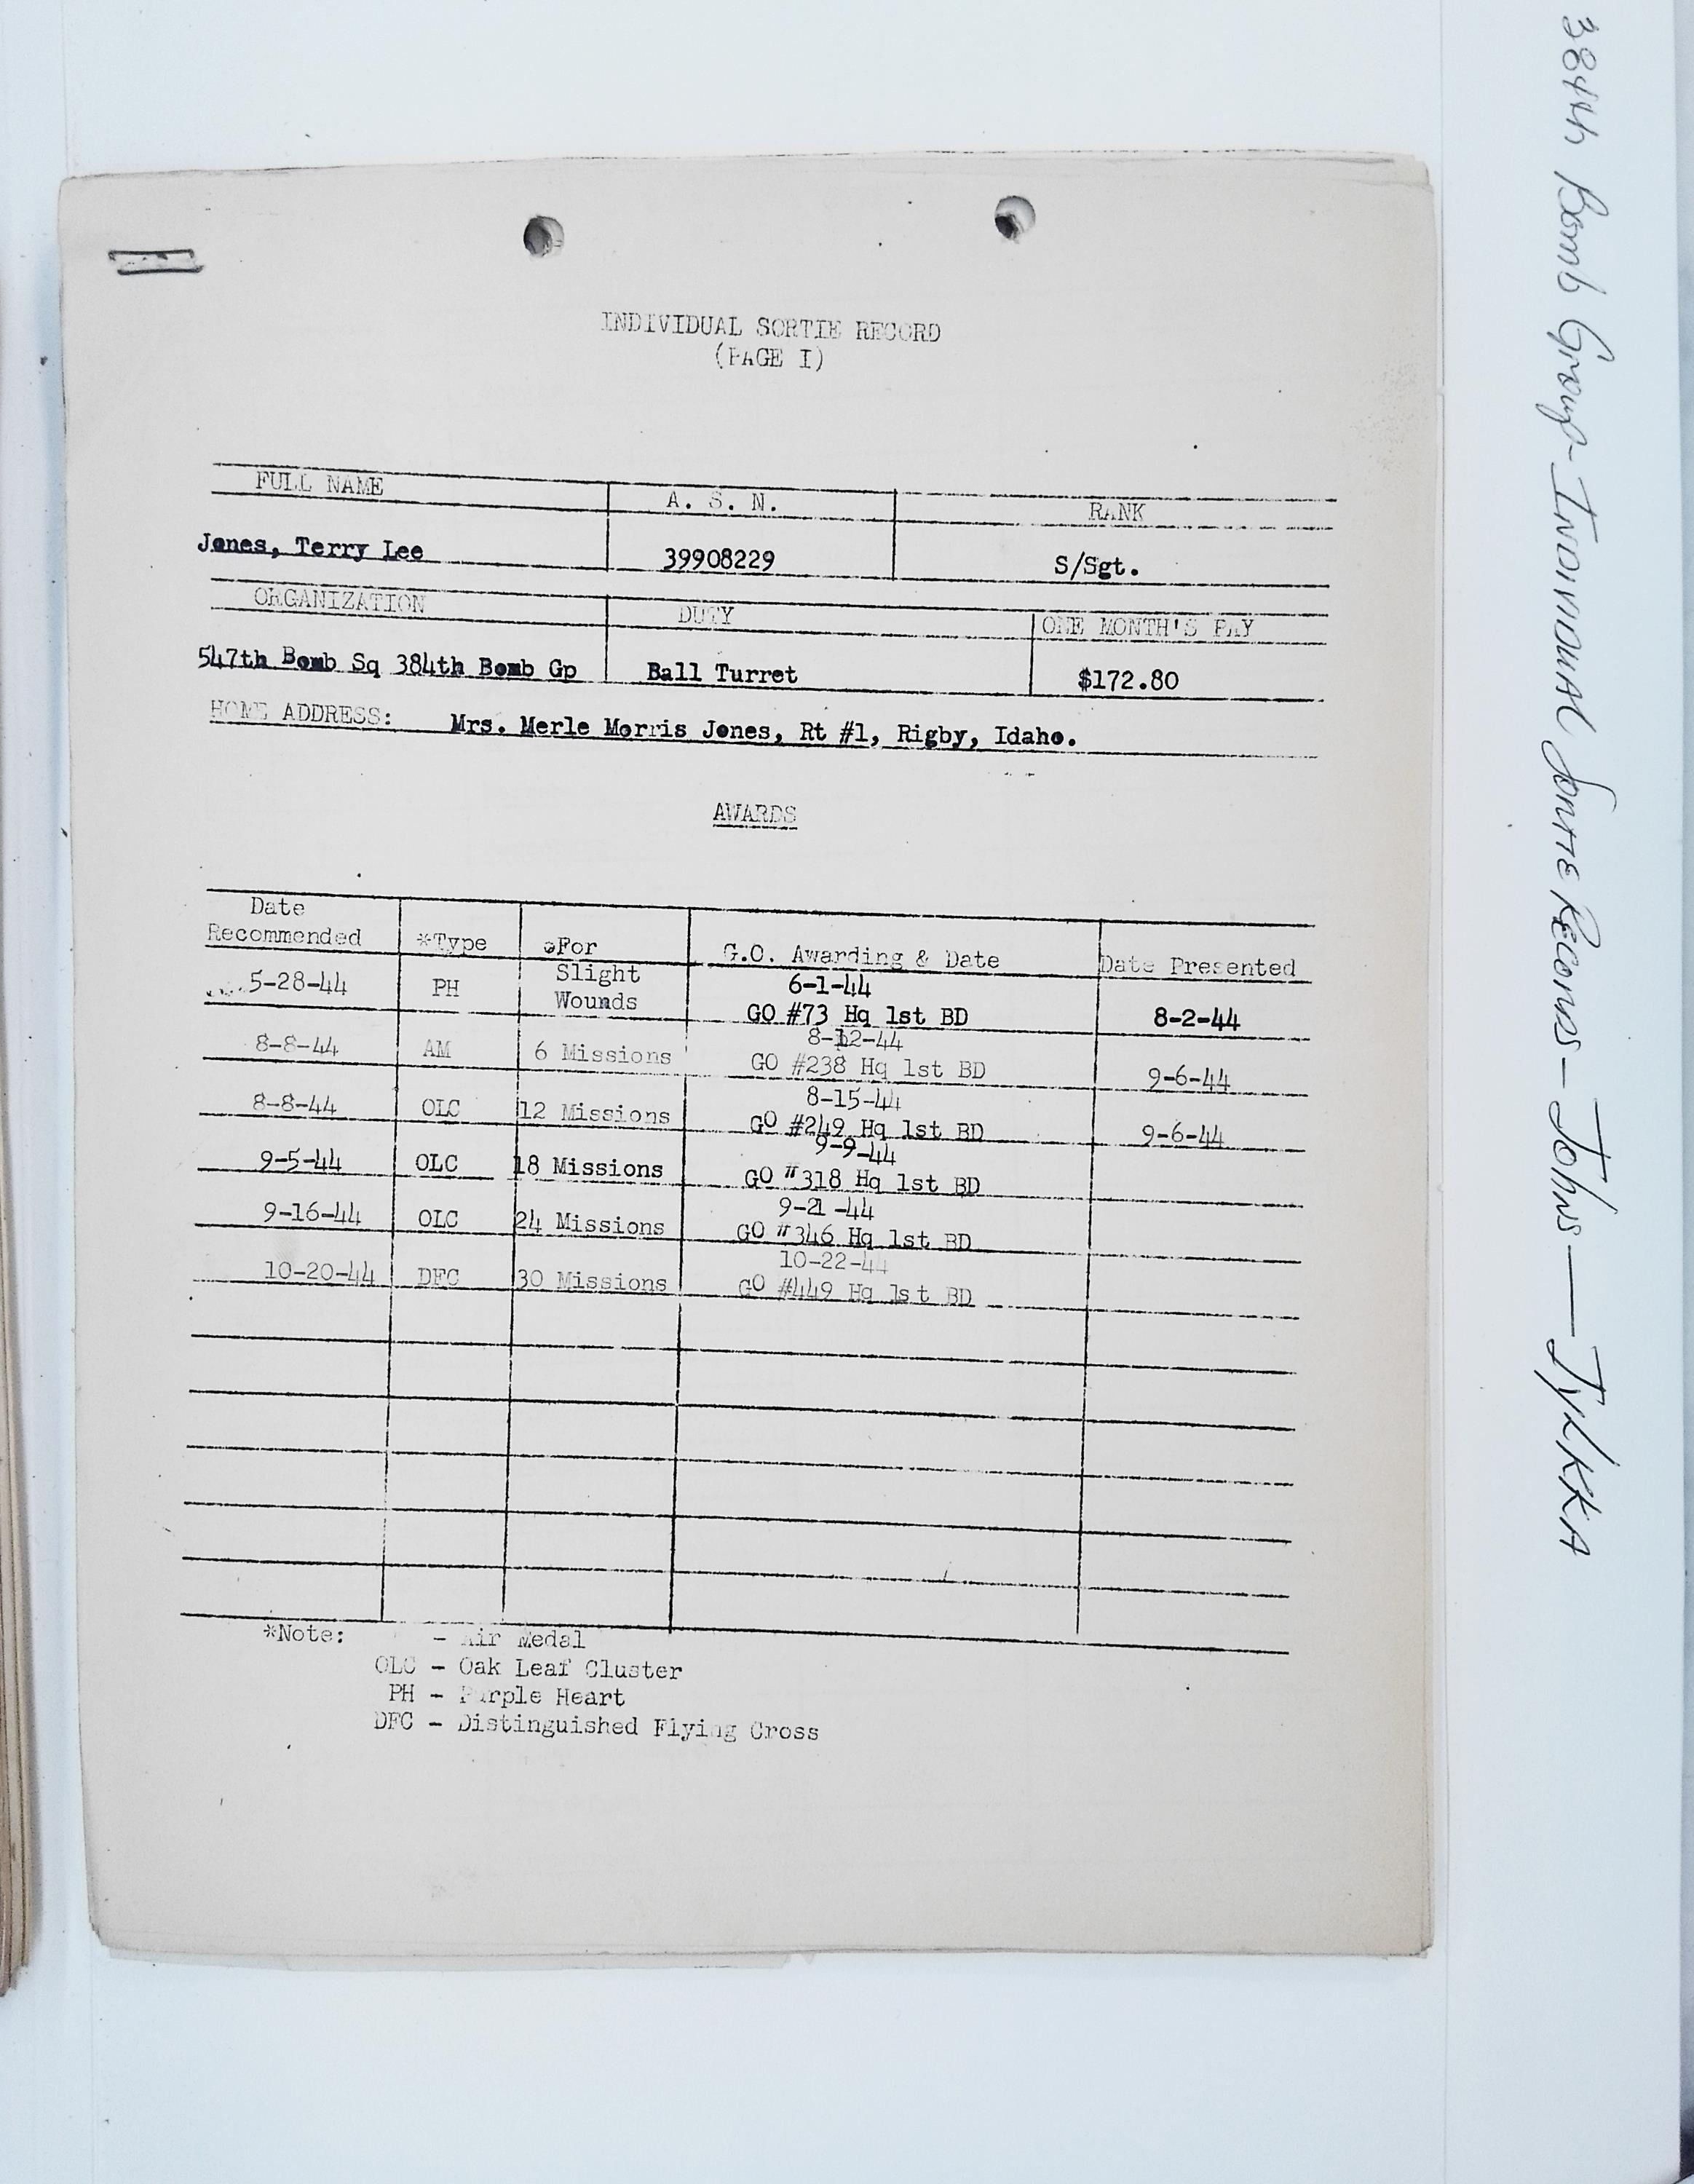 INDIVIDUAL SORTIE RECORD
(PAGE I)
FULL NAME A. S. N. RANK
Jones, Terry Lee 39908229 S/Sgt.
ORGANIZATION DUTY ONE MONTH'S PAY
547th Bomb Sq 384th Bomb Gp Ball Turret $172.80
HOME ADDRESS: Mrs. Merle Morris Jones, Rt #1, Rigby, Idaho.
AWARDS
Date
Recommended *Type For G.O. Awarding & Date Date Presented
5-28-44 PH Slight 6-1-44
Wounds GO #73 Hq 1st BD 8-2-44
8-12-44
8-8-44 AM 6 Missions GO #238 Hq 1st BD 9-6-44
8-15-44
8-8-44 OLC 12 Missions GO #249 Hq 1st BD 9-6-44
9-9-44
9-5-44 OLC 18 Missions GO #318 Hq 1st BD
9-21-44
9-16-44 OLC 24 Missions GO #346 Hq 1st BD
10-22-44
10-20-44 DFC 30 Missions GO #449 Hq 1st BD
*Note: - Air Medal
OLC - Oak Leaf Cluster
PH - Purple Heart
DFC - Distinguished Flying Cross
384th Bomb Group - Individual Sortie Records - Johns - Jylkka